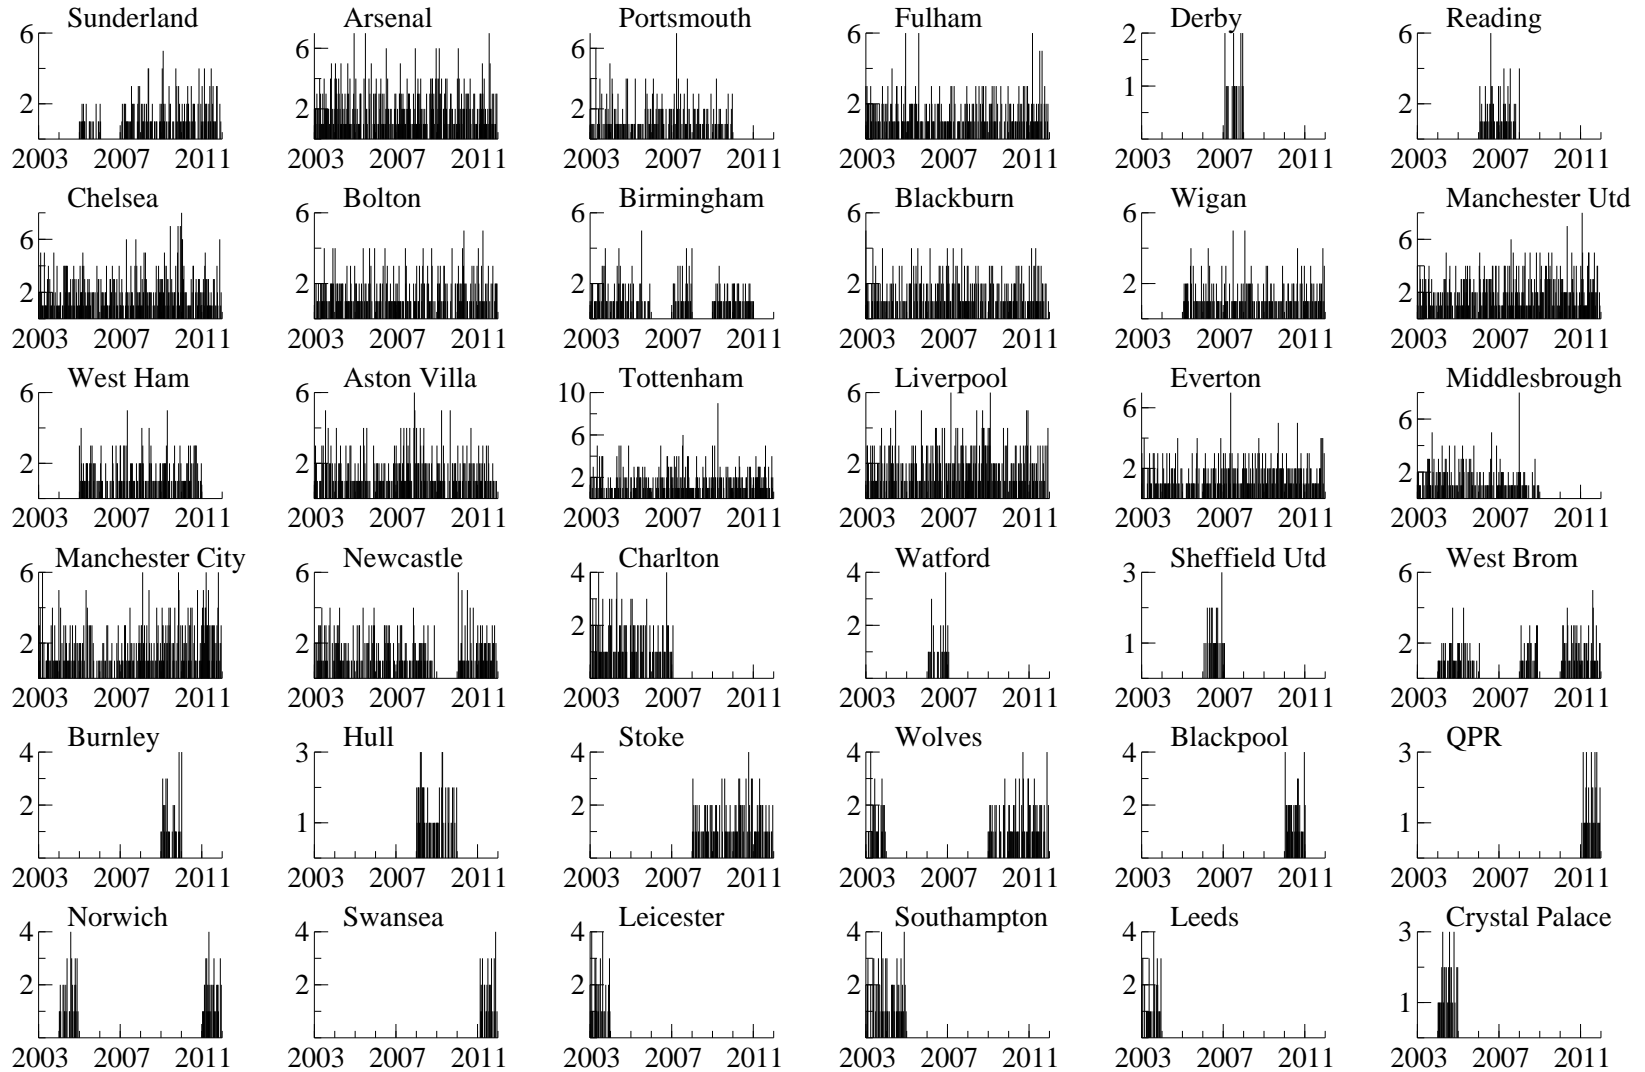 Sunderland Arsenal Portsmouth Fulham Derby Reading
6 6 6 6 2 6
1
2 2 2 2 2
2003 2007 2011 2003 2007 2011 2003 2007 2011 2003 2007 2011 2003 2007 2011 2003 2007 2011
Chelsea Bolton Birmingham Blackburn Wigan Manchester Utd
6 6 6 6 6 6
2 2 2 2 2 2
2003 2007 2011 2003 2007 2011 2003 2007 2011 2003 2007 2011 2003 2007 2011 2003 2007 2011
West Ham Aston Villa Tottenham Liverpool Everton Middlesbrough
6 6 10 6 6 6
6
2 2 2 2 2 2
2003 2007 2011 2003 2007 2011 2003 2007 2011 2003 2007 2011 2003 2007 2011 2003 2007 2011
Manchester City Newcastle Charlton Watford Sheffield Utd West Brom
6 6 4 4 3 6
2 2 2 2 1 2
2003 2007 2011 2003 2007 2011 2003 2007 2011 2003 2007 2011 2003 2007 2011 2003 2007 2011
Burnley Hull Stoke Wolves Blackpool QPR
4 3 4 4 4 3
2 1 2 2 2 1
2003 2007 2011 2003 2007 2011 2003 2007 2011 2003 2007 2011 2003 2007 2011 2003 2007 2011
Norwich Swansea Leicester Southampton Leeds Crystal Palace
4 4 4 4 4 3
2 2 2 2 2 1
2003 2007 2011 2003 2007 2011 2003 2007 2011 2003 2007 2011 2003 2007 2011 2003 2007 2011